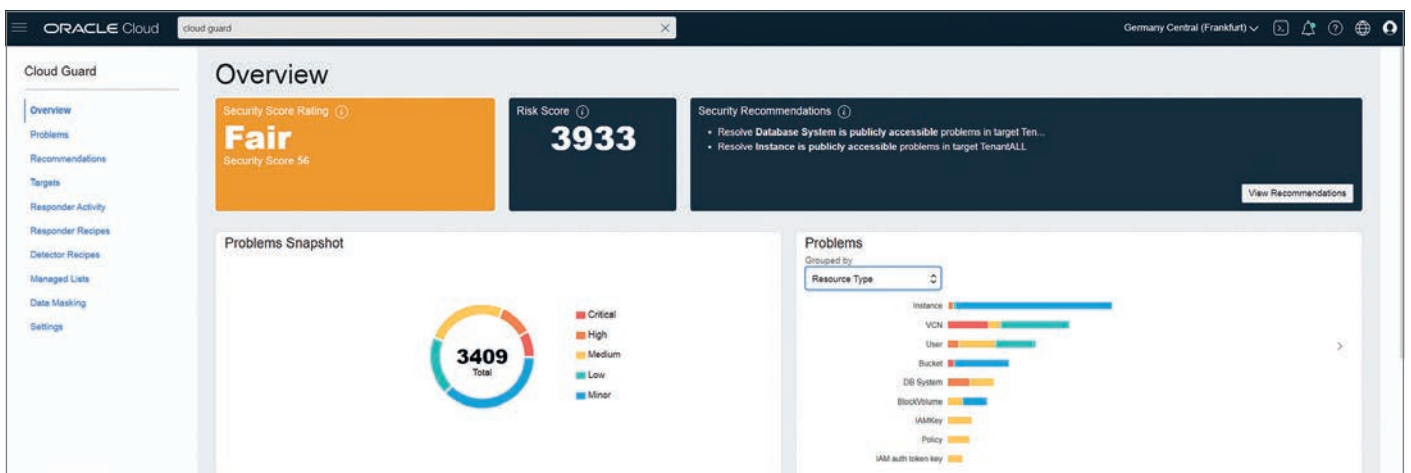 ORACLE Cloud
cloud guard
Germany Central (Frankfurt)
Cloud Guard
Overview
Problems
Recommendations
Targets
Responder Activity
Responder Recipes
Detector Recipes
Managed Lists
Data Masking
Settings
Overview
Security Score Rating
Fair
Security Score 56
Risk Score
3933
Security Recommendations
• Resolve Database System is publicly accessible problems in target Ten...
• Resolve Instance is publicly accessible problems in target TenantALL
View Recommendations
Problems Snapshot
3409
Total
Critical
High
Medium
Low
Minor
Problems
Grouped by
Resource Type
Instance
VCN
User
Bucket
DB System
BlockVolume
IAMKey
Policy
IAM auth token key